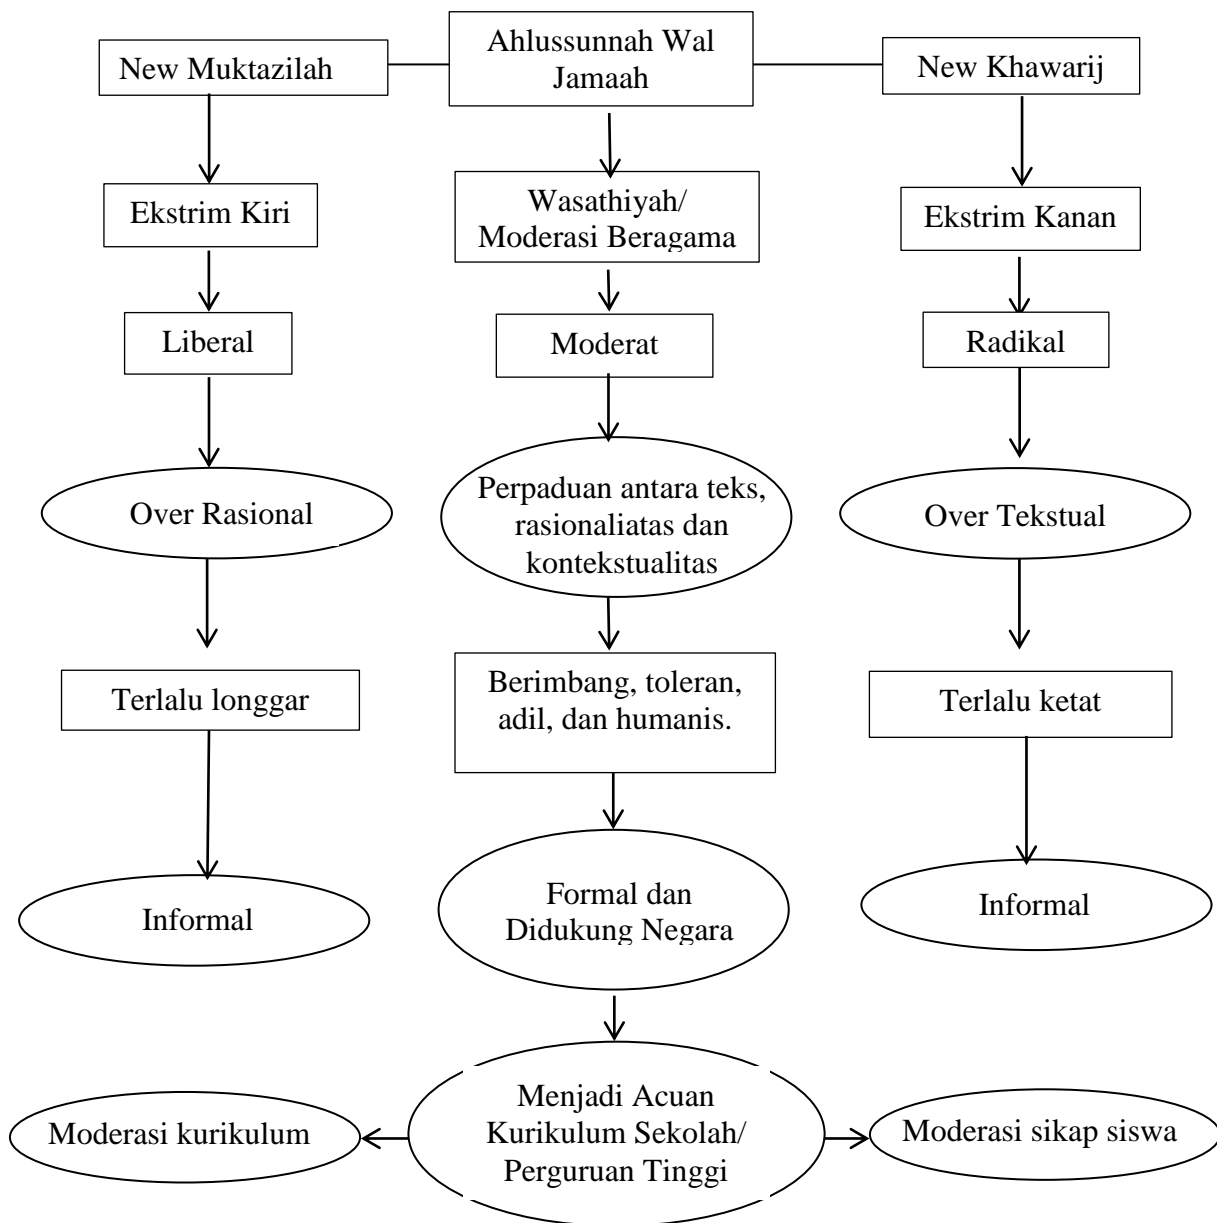 New Muktazilah
Ahlussunnah Wal
Jamaah
New Khawarij
Ekstrim Kiri
Wasathiyah/
Moderasi Beragama
Ekstrim Kanan
Liberal
Moderat
Radikal
Over Rasional
Perpaduan antara teks,
rasionaliatas dan
kontekstualitas
Over Tekstual
Terlalu longgar
Berimbang, toleran,
adil, dan humanis.
Terlalu ketat
Informal
Formal dan
Didukung Negara
Informal
Moderasi kurikulum
Menjadi Acuan
Kurikulum Sekolah/
Perguruan Tinggi
Moderasi sikap siswa